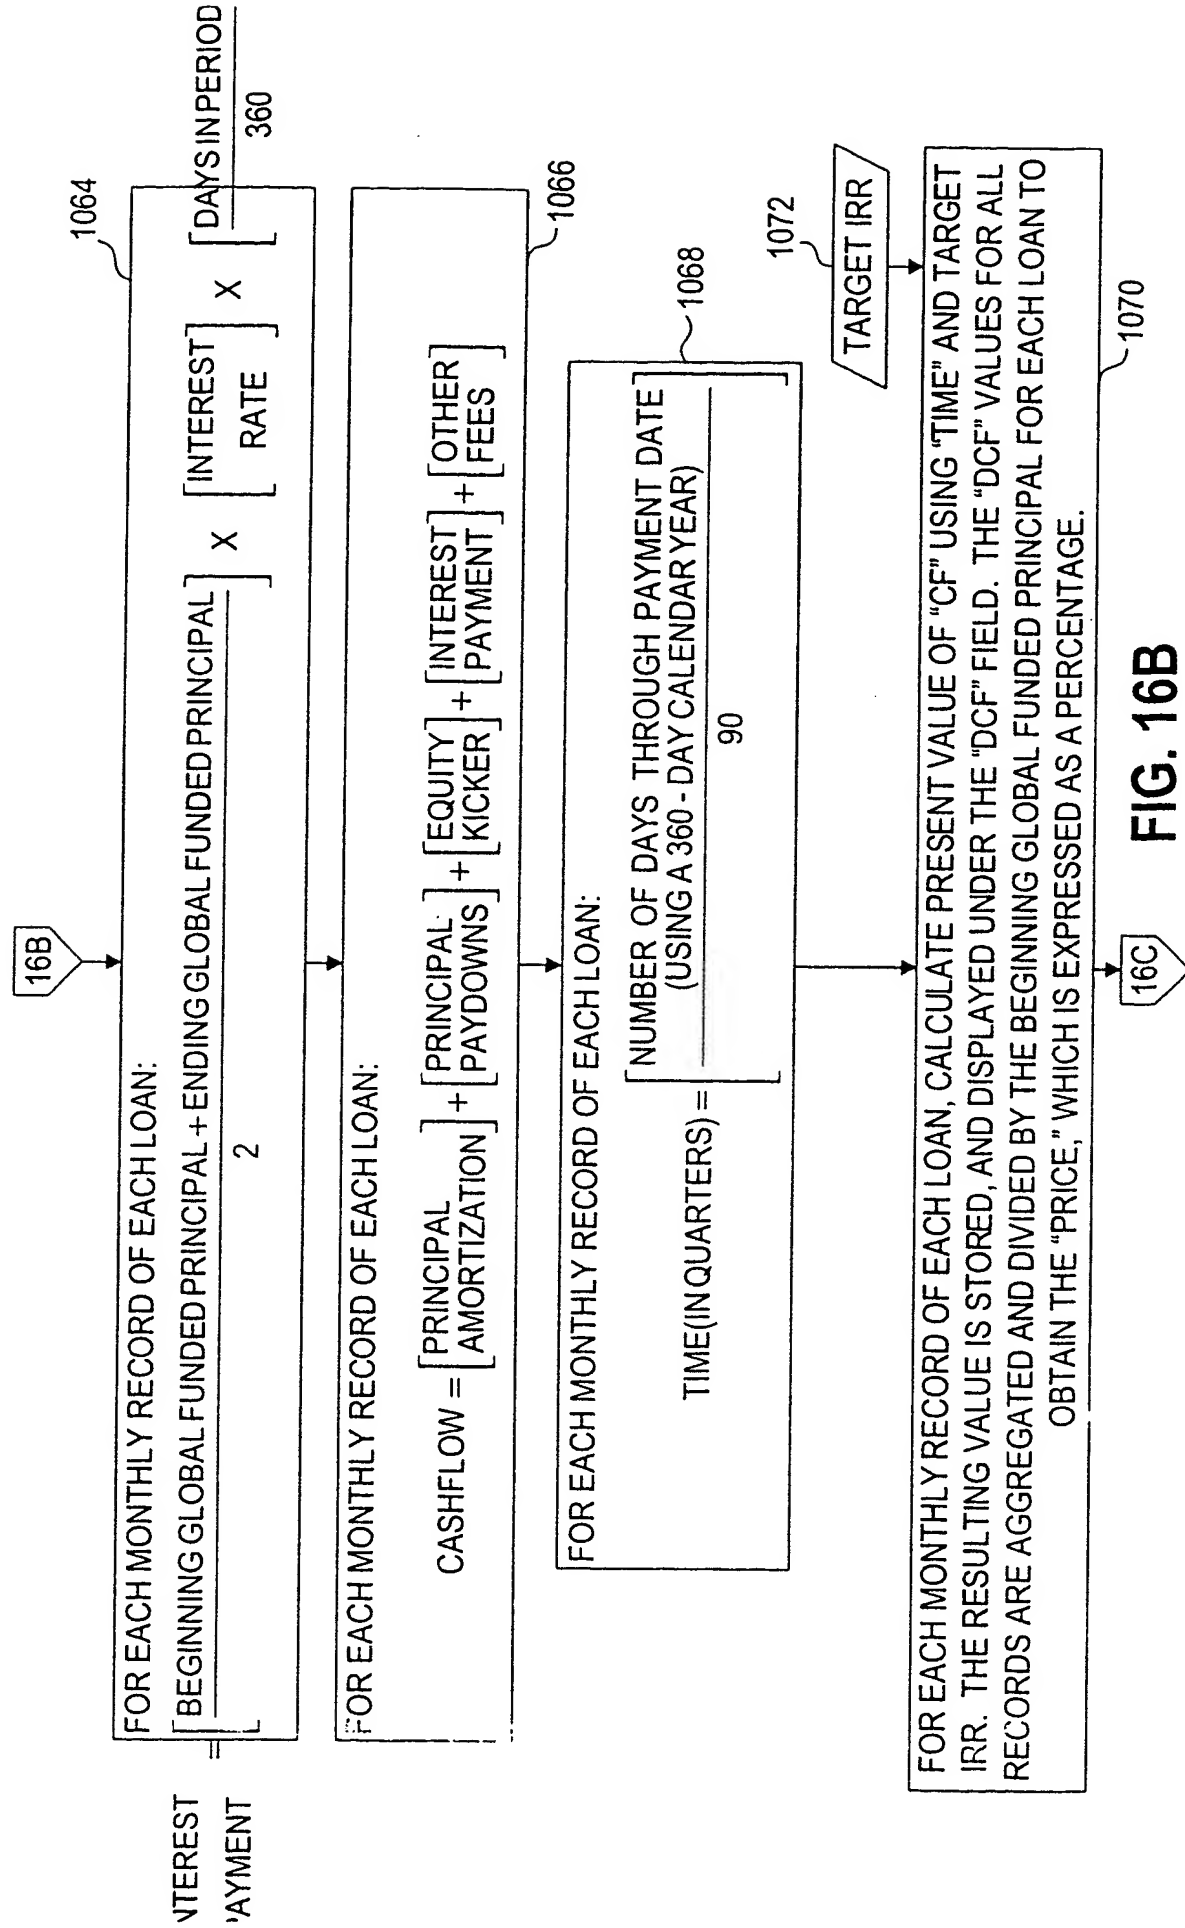 16B
1064
FOR EACH MONTHLY RECORD OF EACH LOAN:
NTEREST
PAYMENT
=
[BEGINNING GLOBAL FUNDED PRINCIPAL + ENDING GLOBAL FUNDED PRINCIPAL] X [INTEREST RATE] X [DAYS IN PERIOD
2
360
1066
FOR EACH MONTHLY RECORD OF EACH LOAN:
CASHFLOW = [PRINCIPAL AMORTIZATION] + [PRINCIPAL PAYDOWNS] + [EQUITY KICKER] + [INTEREST PAYMENT] + [OTHER FEES]
1068
FOR EACH MONTHLY RECORD OF EACH LOAN:
TIME (IN QUARTERS) = [NUMBER OF DAYS THROUGH PAYMENT DATE
(USING A 360 - DAY CALENDAR YEAR)
90]
1072
TARGET IRR
FOR EACH MONTHLY RECORD OF EACH LOAN, CALCULATE PRESENT VALUE OF "CF" USING "TIME" AND TARGET
IRR. THE RESULTING VALUE IS STORED, AND DISPLAYED UNDER THE "DCF" FIELD. THE "DCF" VALUES FOR ALL
RECORDS ARE AGGREGATED AND DIVIDED BY THE BEGINNING GLOBAL FUNDED PRINCIPAL FOR EACH LOAN TO
OBTAIN THE "PRICE," WHICH IS EXPRESSED AS A PERCENTAGE.
1070
16C
FIG. 16B